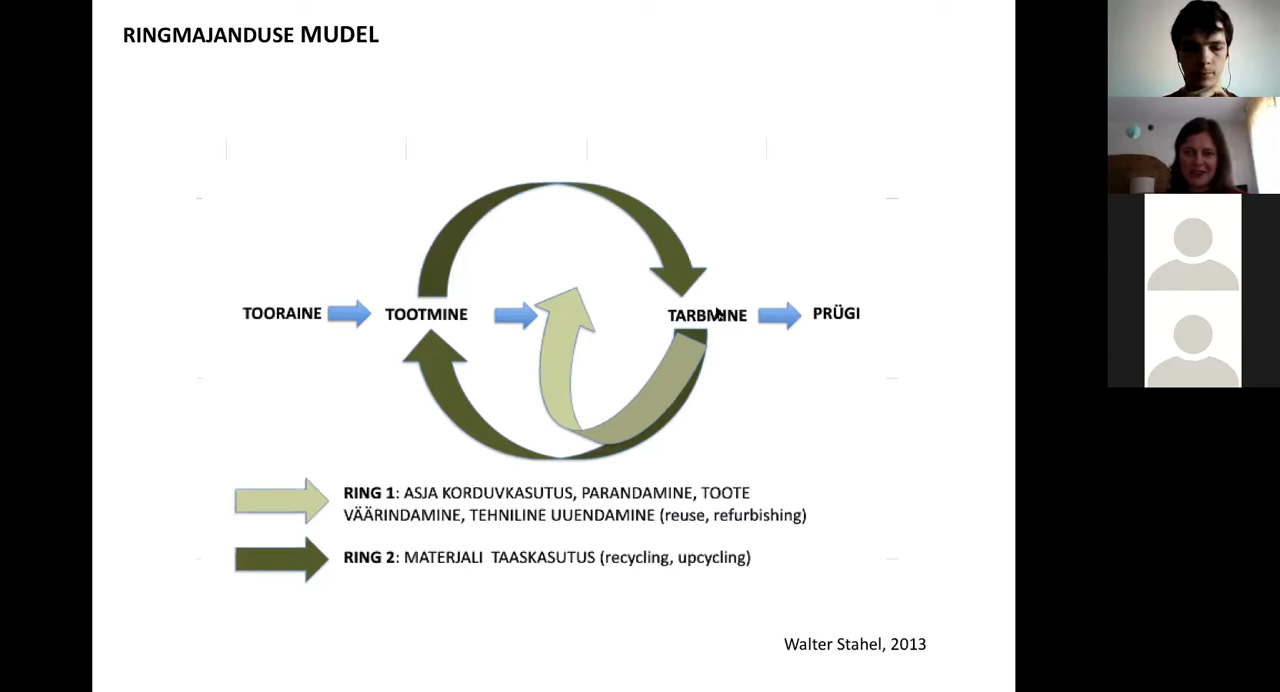 RINGMAJANDUSE MUDEL
TOORAINE TOOTMINE TARBMINE PRÜGI
RING 1: ASJA KORDUVKASUTUS, PARANDAMINE, TOOTE
VÄÄRINDAMINE, TEHNILINE UUENDAMINE (reuse, refurbishing)
RING 2: MATERJALI TAASKASUTUS (recycling, upcycling)
Walter Stahel, 2013